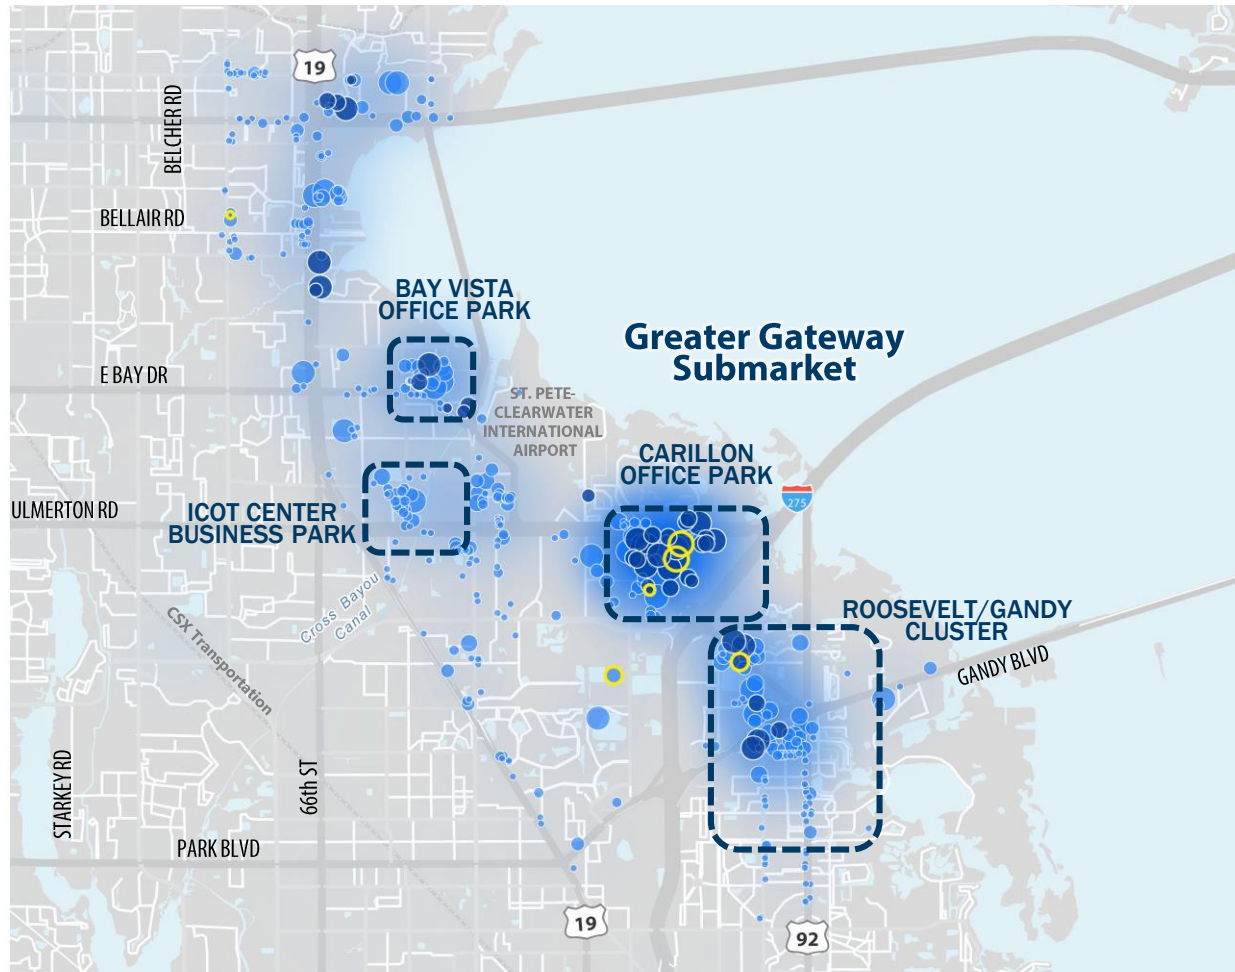 19
BELCHER RD
BELLAIR RD
BAY VISTA
OFFICE PARK
Greater Gateway
Submarket
E BAY DR
ST. PETE-
CLEARWATER
INTERNATIONAL
AIRPORT
CARILLON
OFFICE PARK
275
ULMERTON RD
ICOT CENTER
BUSINESS PARK
Cross Bayou
Canal
CSX Transportation
ROOSEVELT/GANDY
CLUSTER
GANDY BLVD
STARKEY RD
66th ST
PARK BLVD
19
92